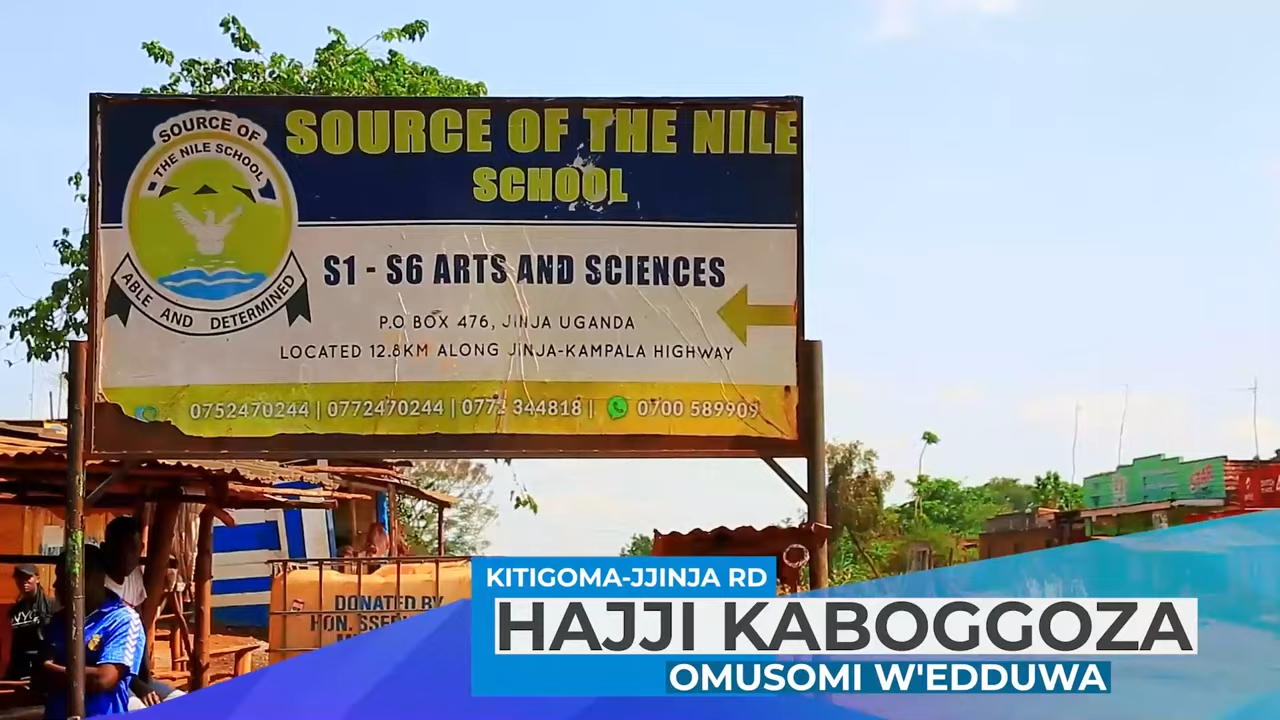 SOURCE OF
THE NILE SCHOOL
ABLE AND DETERMINED
SOURCE OF THE NILE
SCHOOL
S1 - S6 ARTS AND SCIENCES
P.O BOX 476, JINJA UGANDA
LOCATED 12.8KM ALONG JINJA-KAMPALA HIGHWAY
0752470244 | 0772470244 | 0772 344818 | 0700 589909
DONATED BY
HON.
KITIGOMA-JJINJA RD
HAJJI KABOGGOZA
OMUSOMI W'EDDUWA